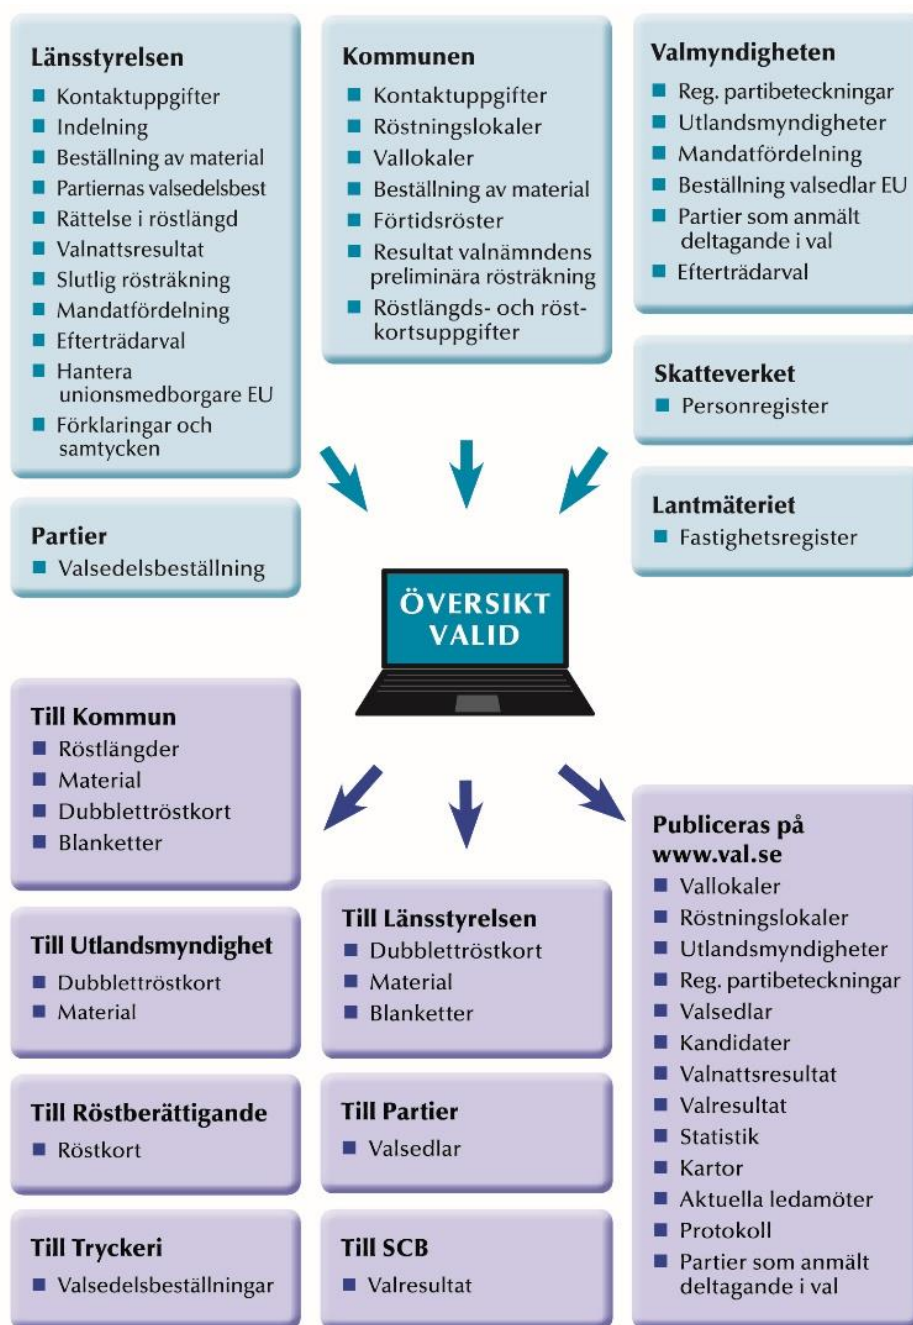 Länsstyrelsen
Kontaktuppgifter
Indelning
Beställning av material
Partiernas valsedelsbest
Rättelse i röstlängd
Valnattsresultat
Slutlig rösträkning
Mandatfördelning
Efterträdarval
Hantera
unionsmedborgare EU
Förklaringar och
samtycken
Partier
Valsedelsbeställning
Kommunen
Kontaktuppgifter
Röstningslokaler
Vallokaler
Beställning av material
Förtidsröster
Resultat valnämndens
preliminära rösträkning
Röstlängds- och röst-
kortsuppgifter
Valmyndigheten
Reg. partibeteckningar
Utlandsmyndigheter
Mandatfördelning
Beställning valsedlar EU
Partier som anmält
deltagande i val
Efterträdarval
Skatteverket
Personregister
Lantmäteriet
Fastighetsregister
ÖVERSIKT
VALID
Till Kommun
Röstlängder
Material
Dubblettröstkort
Blanketter
Till Utlandsmyndighet
Dubblettröstkort
Material
Till Röstberättigande
Röstkort
Till Tryckeri
Valsedelsbeställningar
Till Länsstyrelsen
Dubblettröstkort
Material
Blanketter
Till Partier
Valsedlar
Till SCB
Valresultat
Publiceras på
www.val.se
Vallokaler
Röstningslokaler
Utlandsmyndigheter
Reg. partibeteckningar
Valsedlar
Kandidater
Valnattsresultat
Valresultat
Statistik
Kartor
Aktuella ledamöter
Protokoll
Partier som anmält
deltagande i val